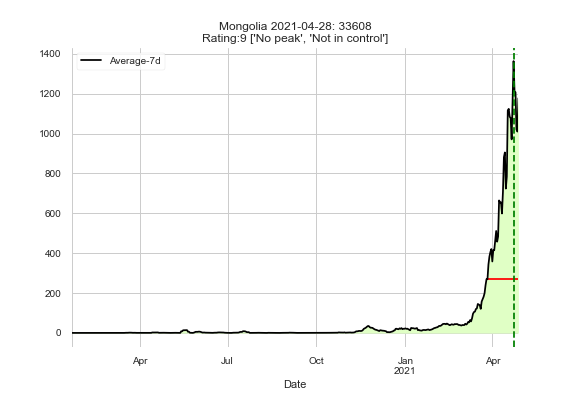 Mongolia 2021-04-28: 33608
Rating:9 ['No peak', 'Not in control']
Average-7d
1400
1200
1000
800
600
400
200
0
Apr Jul Oct Jan Apr
2021
Date